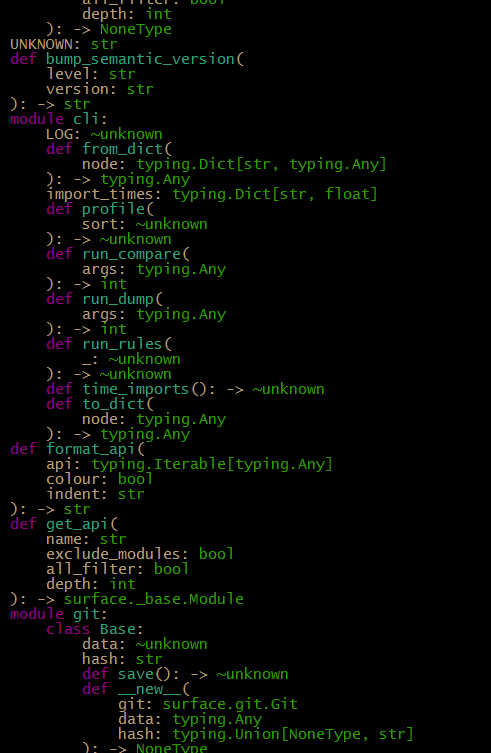 all_filter: bool
depth: int
): -> NoneType
UNKNOWN: str
def bump_semantic_version(
level: str
version: str
): -> str
module cli:
LOG: ~unknown
def from_dict(
node: typing.Dict[str, typing.Any]
): -> typing.Any
import_times: typing.Dict[str, float]
def profile(
sort: ~unknown
): -> ~unknown
def run_compare(
args: typing.Any
): -> int
def run_dump(
args: typing.Any
): -> int
def run_rules(
_: ~unknown
): -> ~unknown
def time_imports(): -> ~unknown
def to_dict(
node: typing.Any
): -> typing.Any
def format_api(
api: typing.Iterable[typing.Any]
colour: bool
indent: str
): -> str
def get_api(
name: str
exclude_modules: bool
all_filter: bool
depth: int
): -> surface._base.Module
module git:
class Base:
data: ~unknown
hash: str
def save(): -> ~unknown
def __new__(
git: surface.git.Git
data: typing.Any
hash: typing.Union[NoneType, str]
): -> NoneType